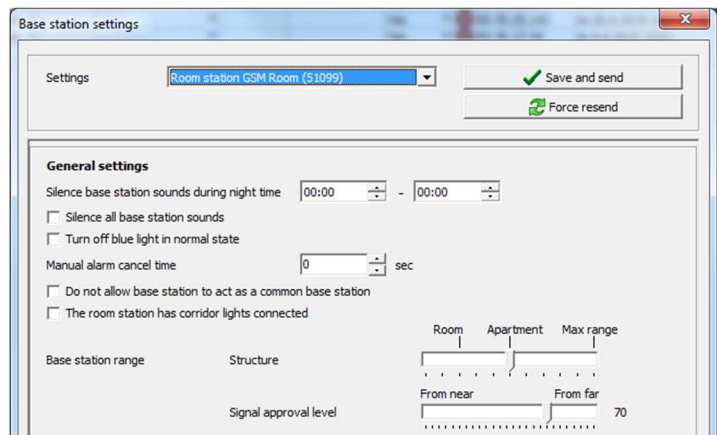 Base station settings
Settings Room station GSM Room (51099) Save and send
Force resend
General settings
Silence base station sounds during night time 00:00 - 00:00
Silence all base station sounds
Turn off blue light in normal state
Manual alarm cancel time 0 sec
Do not allow base station to act as a common base station
The room station has corridor lights connected
Room Apartment Max range
Base station range Structure
From near From far
Signal approval level 70